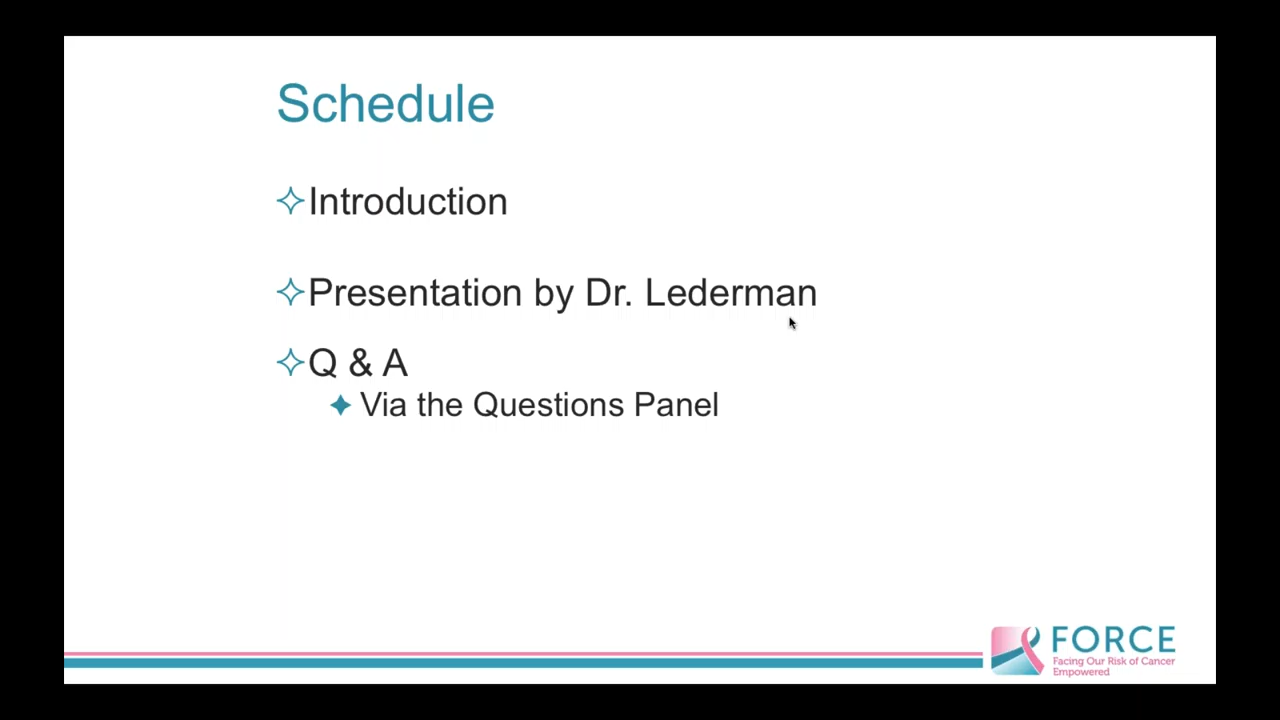 Schedule
Introduction
Presentation by Dr. Lederman
Q & A
Via the Questions Panel
FORCE
Facing Our Risk of Cancer
Empowered